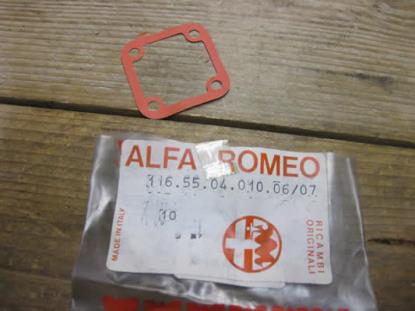 ALFA ROMEO
116.55.04.010.06/07
10
MADE IN ITALY
RICAMBI
ORIGINALI